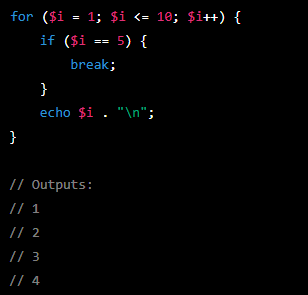 for ($i = 1; $i <= 10; $i++) {
    if ($i == 5) {
        break;
    }
    echo $i . "\n";
}

// Outputs:
// 1
// 2
// 3
// 4